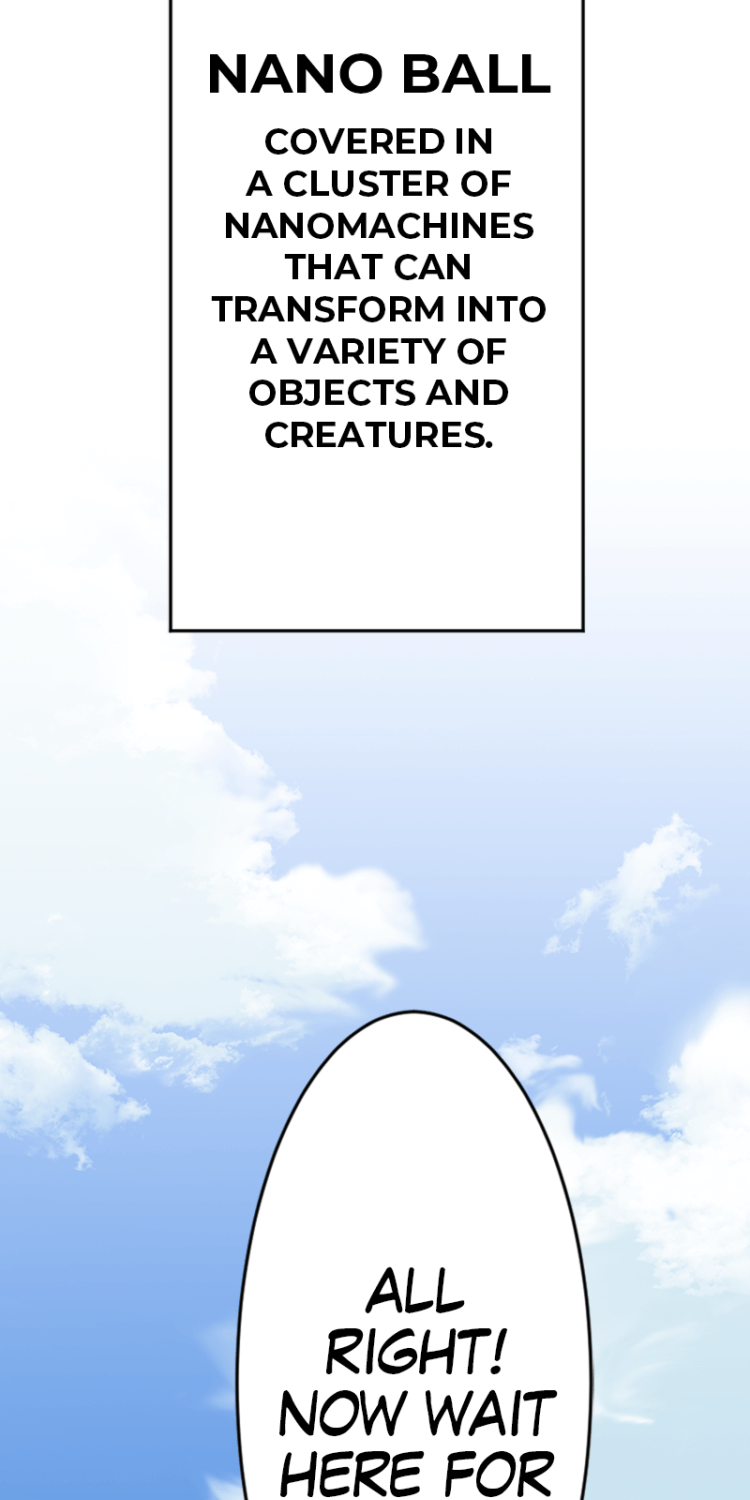 NANO BALL
COVERED IN
A CLUSTER OF
NANOMACHINES
THAT CAN
TRANSFORM INTO
A VARIETY OF
OBJECTS AND
CREATURES.
ALL
RIGHT!
NOW WAIT
HERE FOR